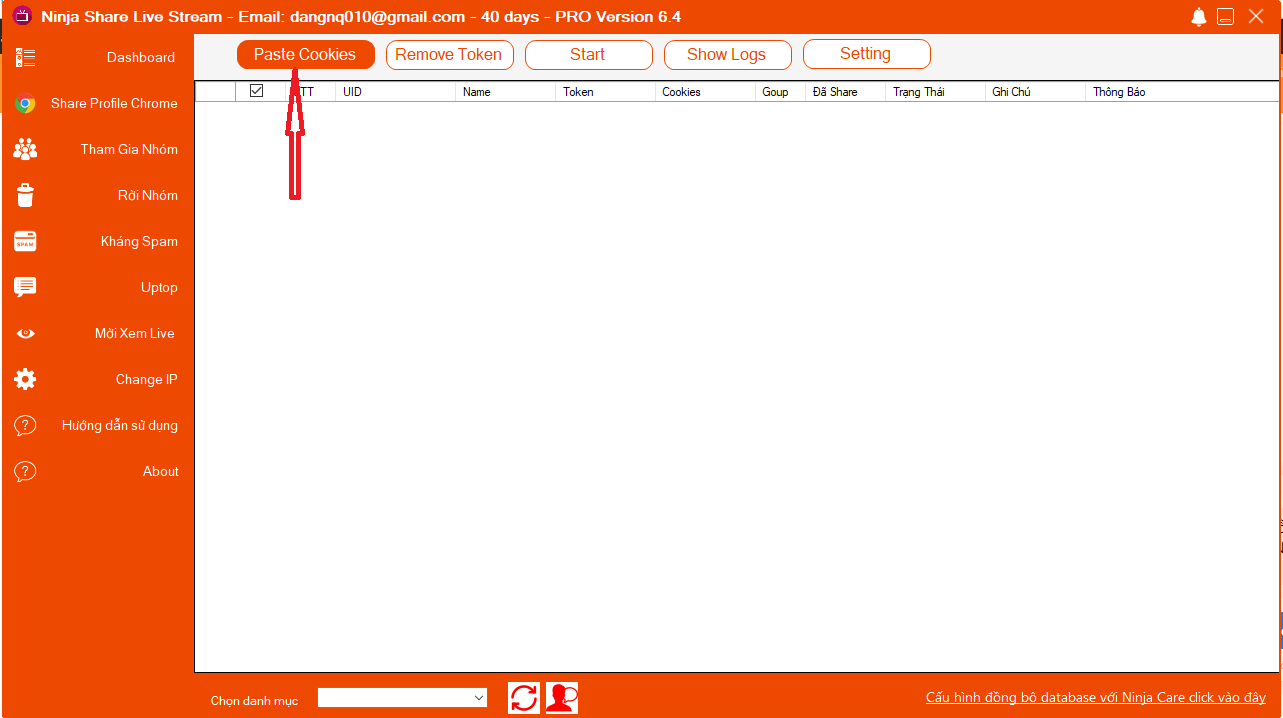 Ninja Share Live Stream - Email: dangnq010@gmail.com - 40 days - PRO Version 6.4
Paste Cookies Remove Token Start Show Logs Setting
Dashboard
Share Profile Chrome
Tham Gia Nhóm
Rời Nhóm
SPAM Kháng Spam
Uptop
Mời Xem Live
Change IP
Hướng dẫn sử dụng
About
UID Name Token Cookies Goup Đã Share Trạng Thái Ghi Chú Thông Báo
Chọn danh mục
Cấu hình đồng bô database với Ninja Care click vào đây